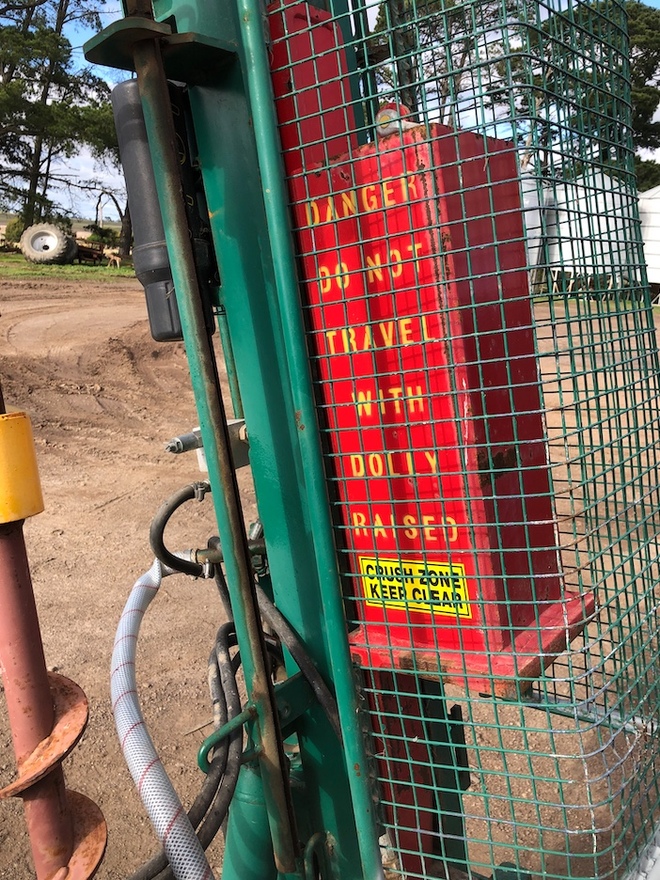 DANGER
DO NOT
TRAVEL
WITH
DOLLY
RAISED
CRUSH ZONE
KEEP CLEAR